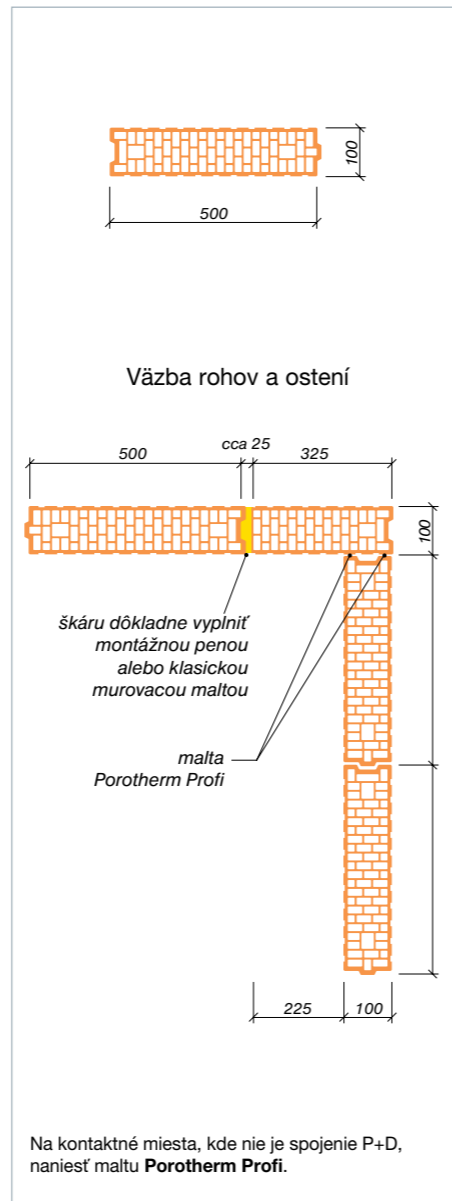 100
500
Väzba rohov a ostení
cca 25
500
325
100
škáru dôkladne vyplniť
montážnou penou
alebo klasickou
murovacou maltou
malta
Porotherm Profi
225
100
Na kontaktné miesta, kde nie je spojenie P+D,
naniesť maltu Porotherm Profi.